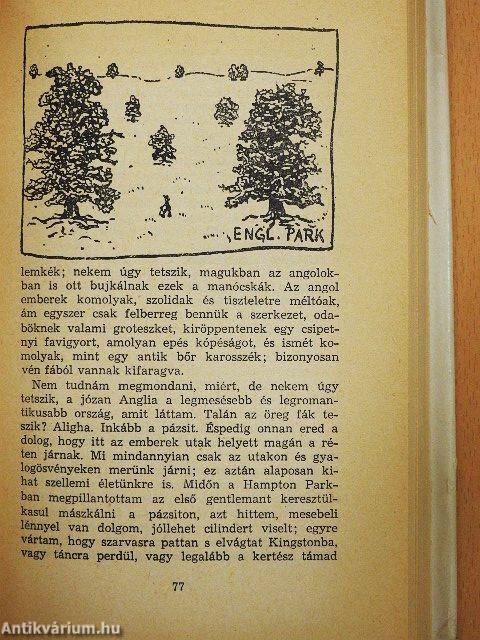 ENGL. PARK
lemkék; nekem úgy tetszik, magukban az angolok-
ban is ott bujkálnak ezek a manócskák. Az angol
emberek komolyak, szolidak és tiszteletre méltóak,
ám egyszer csak felberreg bennük a szerkezet, oda-
böknek valami groteszket, kiröppentenek egy csipet-
nyi favigyort, amolyan epés kópéságot, és ismét ko-
molyak, mint egy antik bőr karosszék; bizonyosan
vén fából vannak kifaragva.
Nem tudnám megmondani, miért, de nekem úgy
tetszik, a józan Anglia a legmesésebb és legroman-
tikusabb ország, amit láttam. Talán az öreg fák te-
szik? Aligha. Inkább a pázsit. Éspedig onnan ered a
dolog, hogy itt az emberek utak helyett magán a ré-
ten járnak. Mi mindannyian csak az utakon és gya-
logösvényeken merünk járni; ez aztán alaposan ki-
hat szellemi életünkre is. Midőn a Hampton Park-
ban megpillantottam az első gentlemant keresztül-
kasul mászkálni a pázsiton, azt hittem, mesebeli
lénnyel van dolgom, jóllehet cilindert viselt; egyre
vártam, hogy szarvasra pattan s elvágtat Kingstonba,
vagy táncra perdül, vagy legalább a kertész támad
77
Antikvárium.hu